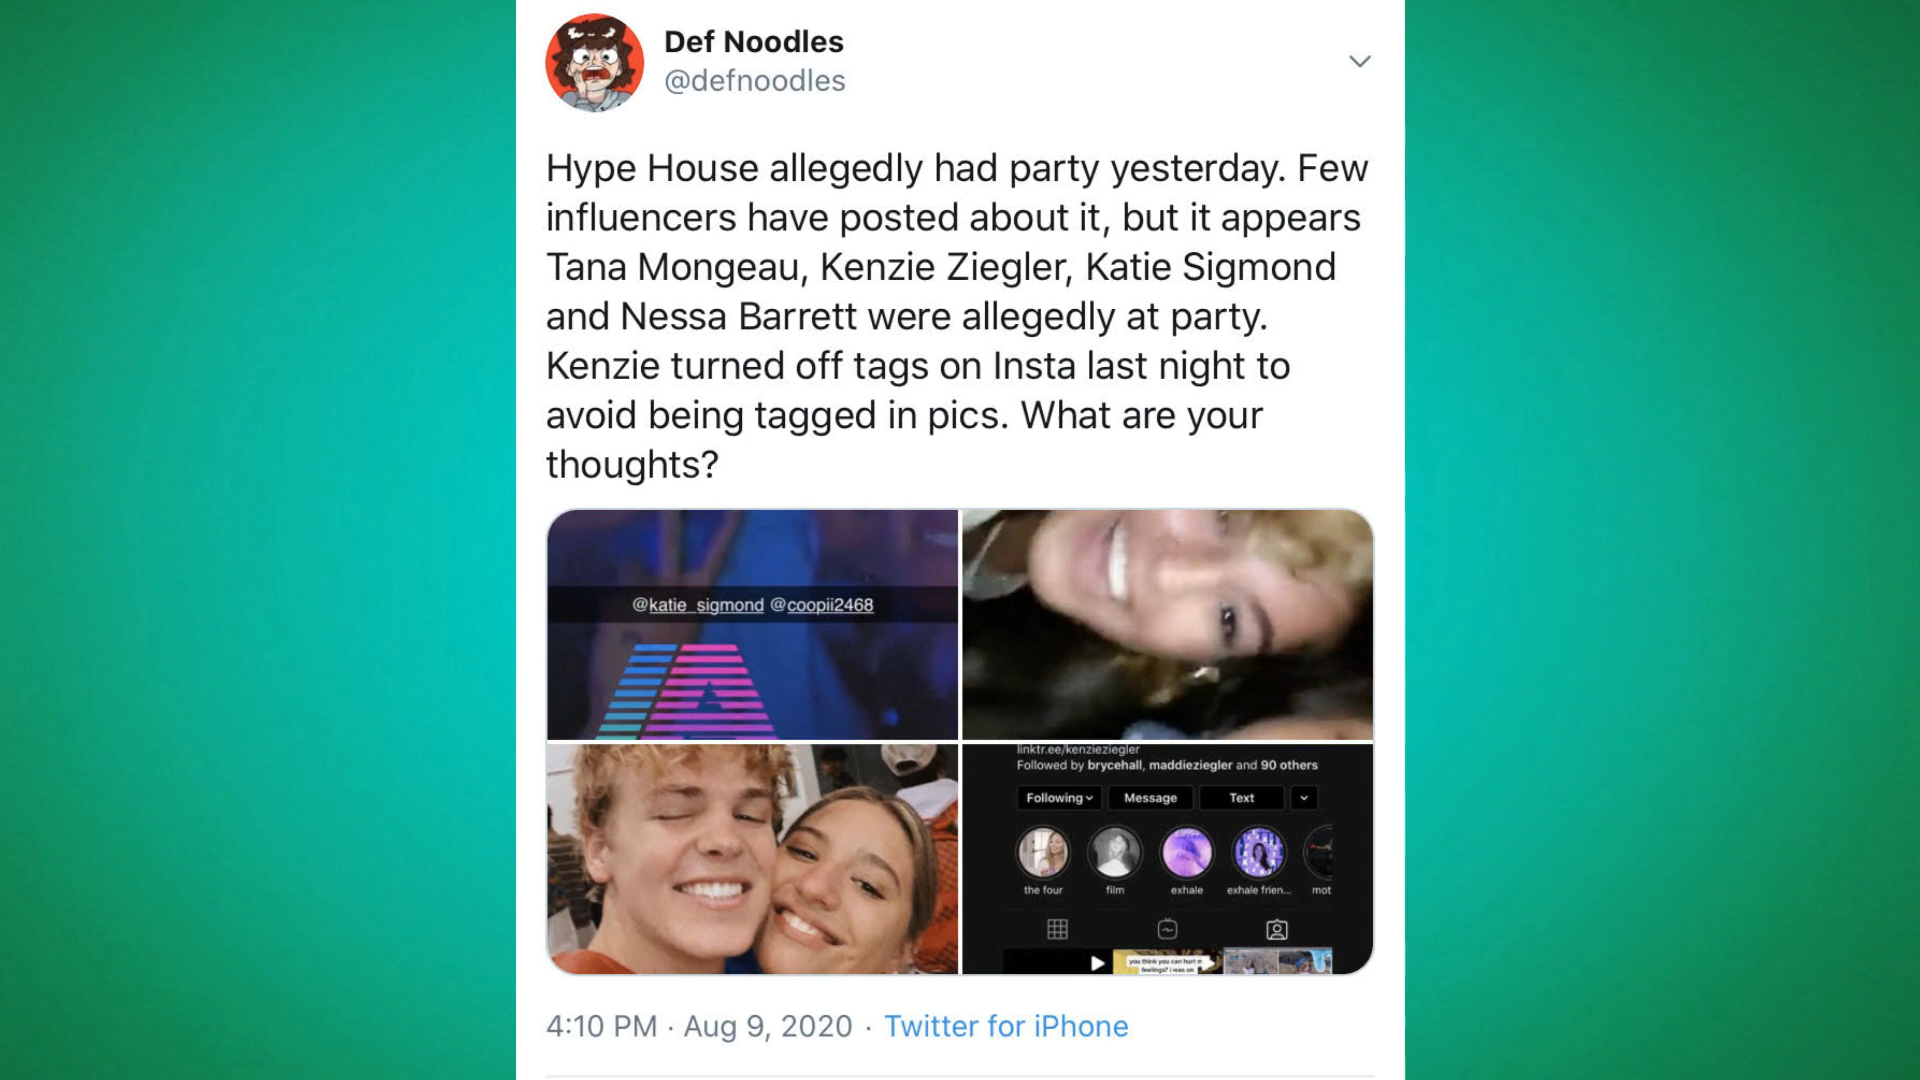 Def Noodles
@defnoodles
Hype House allegedly had party yesterday. Few
influencers have posted about it, but it appears
Tana Mongeau, Kenzie Ziegler, Katie Sigmond
and Nessa Barrett were allegedly at party.
Kenzie turned off tags on Insta last night to
avoid being tagged in pics. What are your
thoughts?
@katie_sigmond @coopii2468
linktr.ee/kenzieziegler
Followed by brycehall, maddieziegler and 90 others
Following Message Text
the four film exhale exhale frien... mot
you think you can hurt m
feelings? i was on
4:10 PM · Aug 9, 2020 · Twitter for iPhone